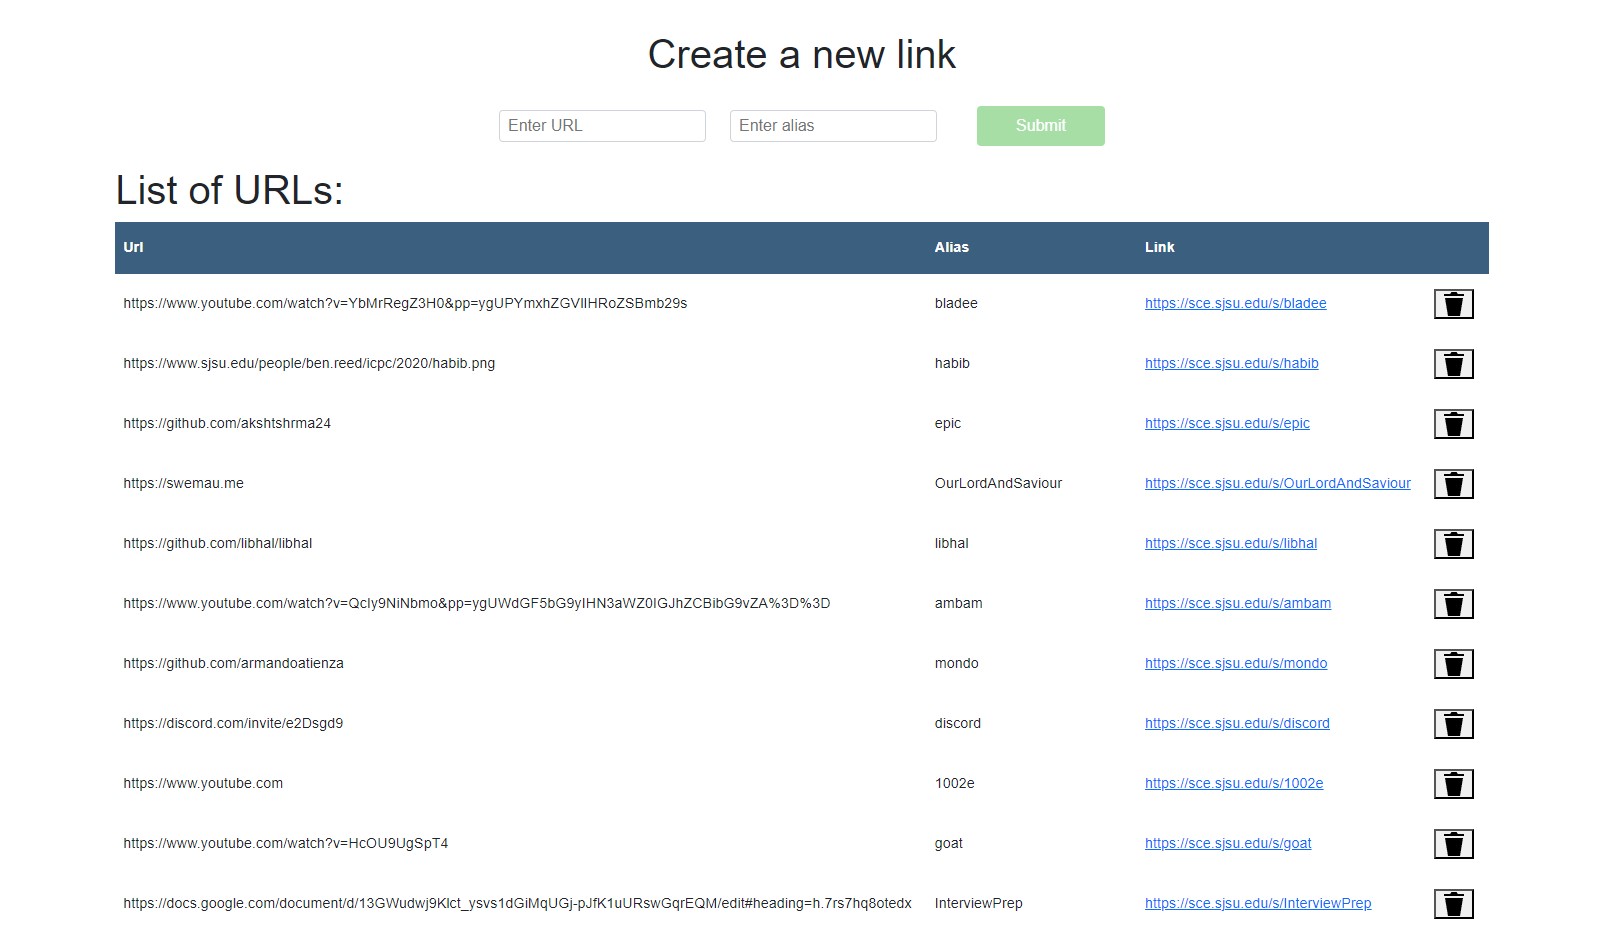 Create a new link
Enter URL Enter alias Submit
List of URLs:
Url Alias Link
https://www.youtube.com/watch?v=YbMrRegZ3H0&pp=ygUPYmxhZGVlIHRoZSBmb29s bladee https://sce.sjsu.edu/s/bladee
https://www.sjsu.edu/people/ben.reed/icpc/2020/habib.png habib https://sce.sjsu.edu/s/habib
https://github.com/akshtshrma24 epic https://sce.sjsu.edu/s/epic
https://swemau.me OurLordAndSaviour https://sce.sjsu.edu/s/OurLordAndSaviour
https://github.com/libhal/libhal libhal https://sce.sjsu.edu/s/libhal
https://www.youtube.com/watch?v=Qcly9NiNbmo&pp=ygUWdGF5bG9yIHN3aWZ0IGJhZCBibG9vZA%3D%3D ambam https://sce.sjsu.edu/s/ambam
https://github.com/armandoatienza mondo https://sce.sjsu.edu/s/mondo
https://discord.com/invite/e2Dsgd9 discord https://sce.sjsu.edu/s/discord
https://www.youtube.com 1002e https://sce.sjsu.edu/s/1002e
https://www.youtube.com/watch?v=HcOU9UgSpT4 goat https://sce.sjsu.edu/s/goat
https://docs.google.com/document/d/13GWudwj9KIct_ysvs1dGiMqUGj-pJfK1uURswGqrEQM/edit#heading=h.7rs7hq8otedx InterviewPrep https://sce.sjsu.edu/s/InterviewPrep